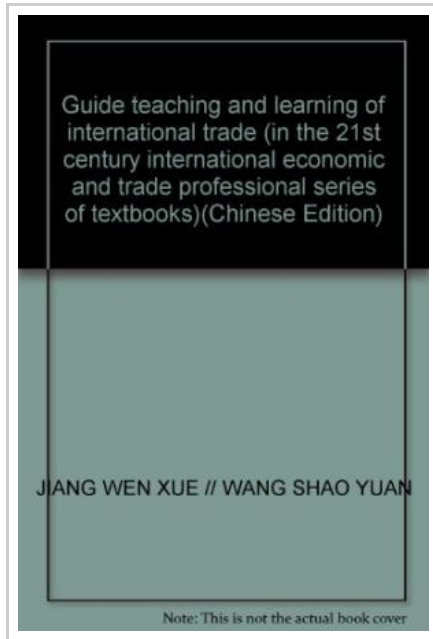 Guide teaching and learning of
international trade (in the 21st
century international economic
and trade professional series
of textbooks)(Chinese Edition)
JIANG WEN XUE // WANG SHAO YUAN
Note: This is not the actual book cover